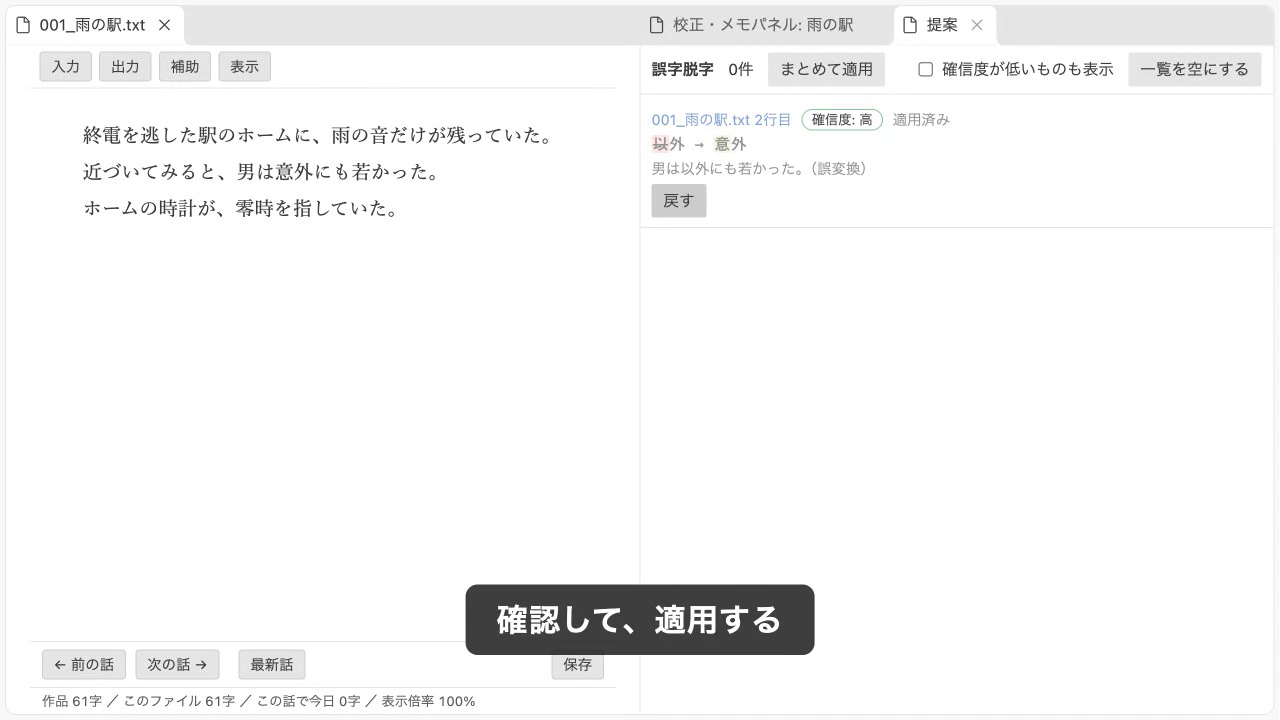 001_雨の駅.txt ×
校正・メモパネル: 雨の駅
提案 ×
入力 出力 補助 表示
誤字脱字 0件 まとめて適用 確信度が低いものも表示 一覧を空にする
終電を逃した駅のホームに、雨の音だけが残っていた。
近づいてみると、男は意外にも若かった。
ホームの時計が、零時を指していた。
001_雨の駅.txt 2行目 確信度: 高 適用済み
以外 → 意外
男は以外にも若かった。（誤変換）
戻す
確認して、適用する
← 前の話 次の話 → 最新話 保存
作品 61字 ／ このファイル 61字 ／ この話で今日 0字 ／ 表示倍率 100%